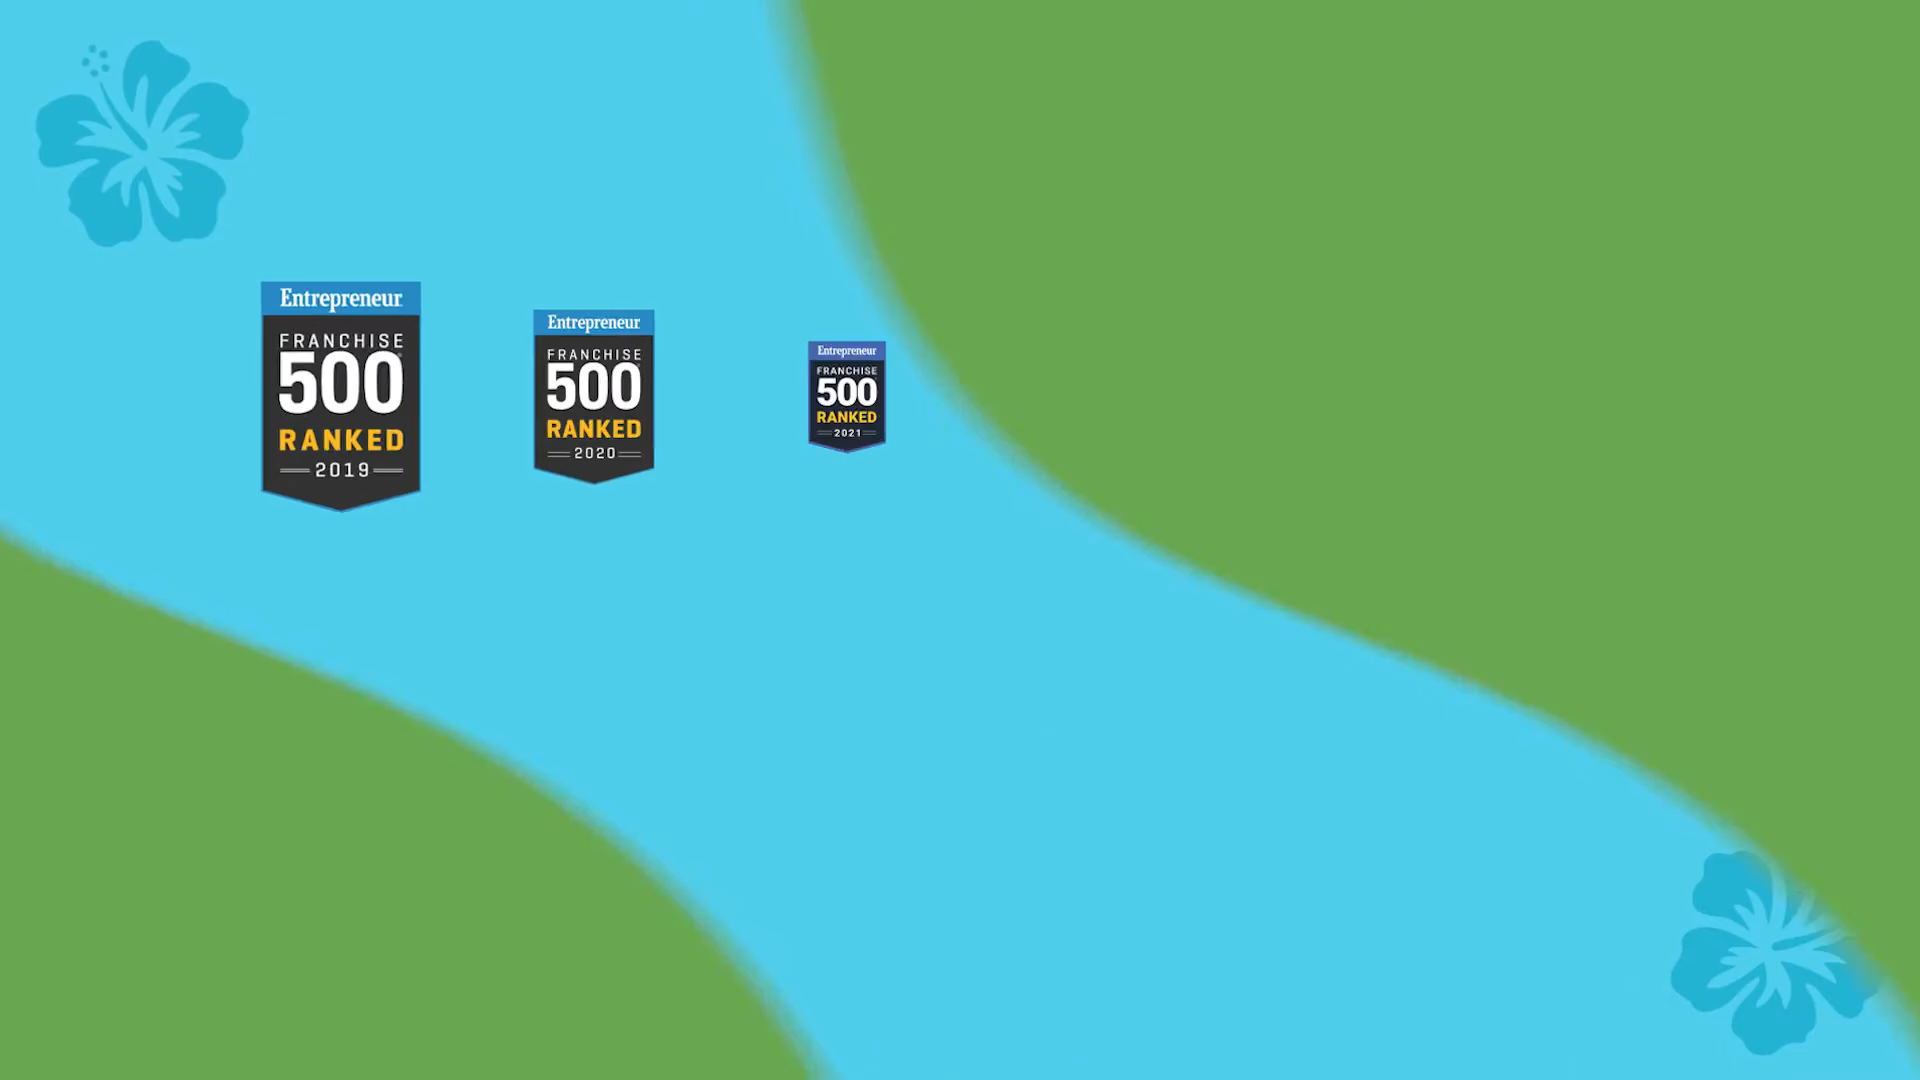 Entrepreneur
FRANCHISE
500
RANKED
2019
Entrepreneur
FRANCHISE
500
RANKED
2020
Entrepreneur
FRANCHISE
500
RANKED
2021